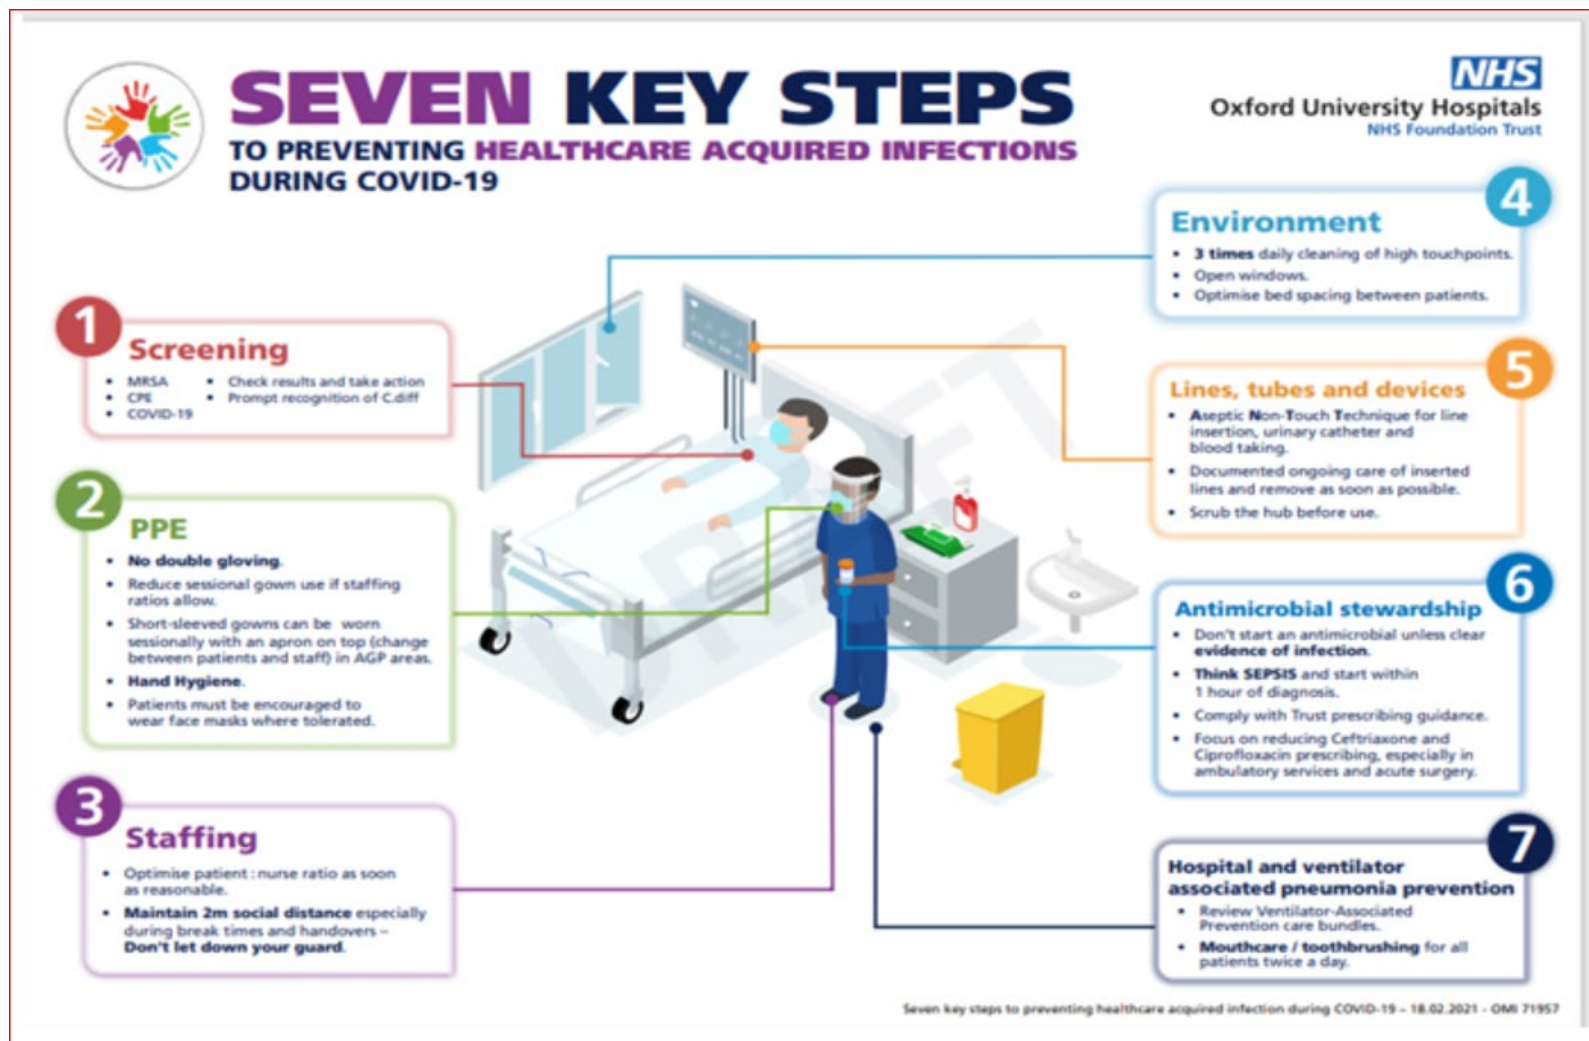 SEVEN KEY STEPS
TO PREVENTING HEALTHCARE ACQUIRED INFECTIONS
DURING COVID-19
NHS
Oxford University Hospitals
NHS Foundation Trust
1
Screening
• MRSA
• CPE
• COVID-19
• Check results and take action
• Prompt recognition of C.diff
2
PPE
• No double gloving.
• Reduce sessional gown use if staffing
ratios allow.
• Short-sleeved gowns can be worn
sessionally with an apron on top (change
between patients and staff) in AGP areas.
• Hand Hygiene.
• Patients must be encouraged to
wear face masks where tolerated.
3
Staffing
• Optimise patient : nurse ratio as soon
as reasonable.
• Maintain 2m social distance especially
during break times and handovers –
Don't let down your guard.
4
Environment
• 3 times daily cleaning of high touchpoints.
• Open windows.
• Optimise bed spacing between patients.
5
Lines, tubes and devices
• Aseptic Non-Touch Technique for line
insertion, urinary catheter and
blood taking.
• Documented ongoing care of inserted
lines and remove as soon as possible.
• Scrub the hub before use.
6
Antimicrobial stewardship
• Don't start an antimicrobial unless clear
evidence of infection.
• Think SEPSIS and start within
1 hour of diagnosis.
• Comply with Trust prescribing guidance.
• Focus on reducing Ceftriaxone and
Ciprofloxacin prescribing, especially in
ambulatory services and acute surgery.
7
Hospital and ventilator
associated pneumonia prevention
• Review Ventilator-Associated
Prevention care bundles.
• Mouthcare / toothbrushing for all
patients twice a day.
DRAFT
Seven key steps to preventing healthcare acquired infection during COVID-19 – 18.02.2021 - OMI 71957